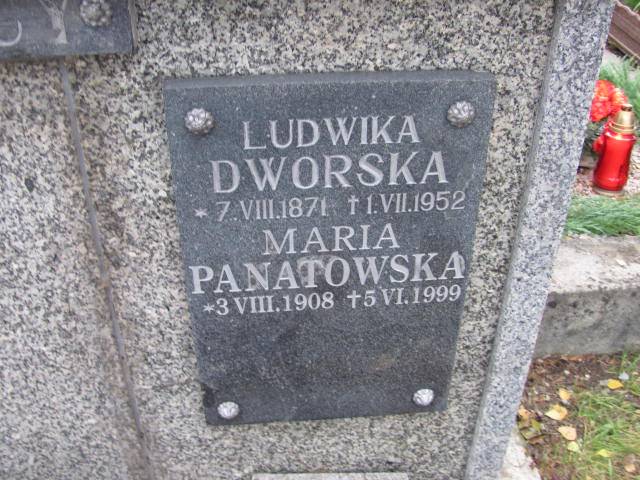 LUDWIKA
DWORSKA
* 7.VIII.1871 † 1.VII.1952
MARIA
PANATOWSKA
*3 VIII.1908 †5 VI.1999